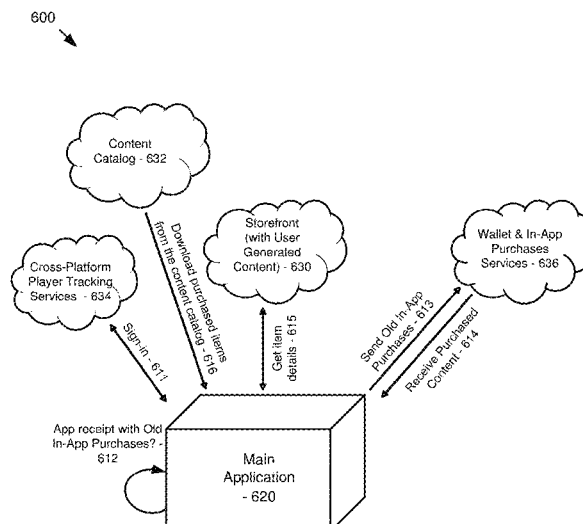 600
Content
Catalog - 632
Storefront
(with User
Generated
Content) - 630
Wallet & In-App
Purchases
Services - 636
Cross-Platform
Player Tracking
Services - 634
Download purchased items
from the content catalog - 616
Sign-in - 611
Get item
details - 615
Send Old In-App
Purchases - 613
Receive Purchased
Content - 614
App receipt with Old
In-App Purchases? -
612
Main
Application
- 620